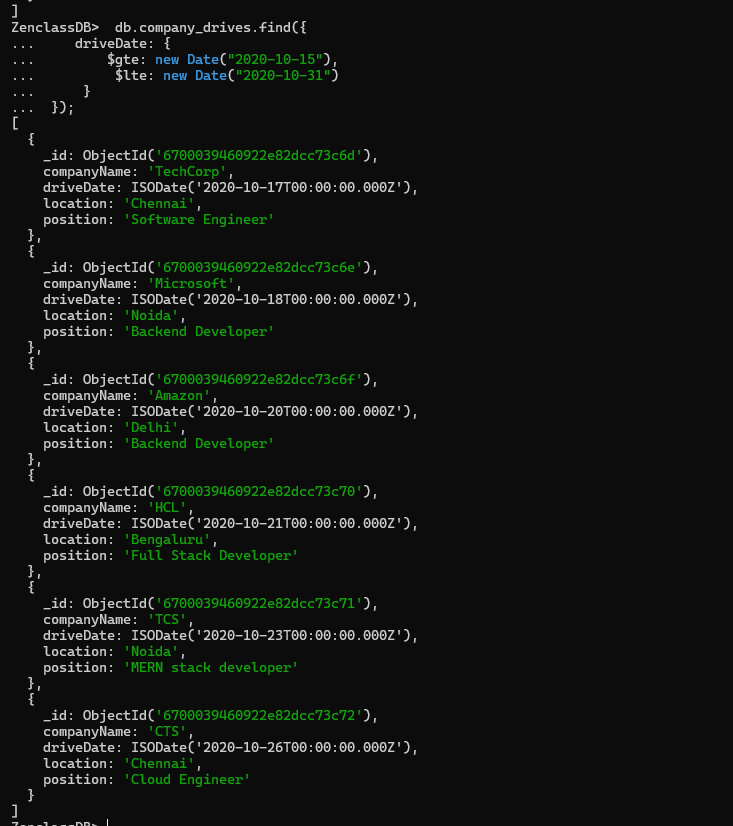 ]
ZenclassDB>  db.company_drives.find({
...     driveDate: {
...         $gte: new Date("2020-10-15"),
...          $lte: new Date("2020-10-31")
...      }
...  });
[
  {
    _id: ObjectId('6700039460922e82dcc73c6d'),
    companyName: 'TechCorp',
    driveDate: ISODate('2020-10-17T00:00:00.000Z'),
    location: 'Chennai',
    position: 'Software Engineer'
  },
  {
    _id: ObjectId('6700039460922e82dcc73c6e'),
    companyName: 'Microsoft',
    driveDate: ISODate('2020-10-18T00:00:00.000Z'),
    location: 'Noida',
    position: 'Backend Developer'
  },
  {
    _id: ObjectId('6700039460922e82dcc73c6f'),
    companyName: 'Amazon',
    driveDate: ISODate('2020-10-20T00:00:00.000Z'),
    location: 'Delhi',
    position: 'Backend Developer'
  },
  {
    _id: ObjectId('6700039460922e82dcc73c70'),
    companyName: 'HCL',
    driveDate: ISODate('2020-10-21T00:00:00.000Z'),
    location: 'Bengaluru',
    position: 'Full Stack Developer'
  },
  {
    _id: ObjectId('6700039460922e82dcc73c71'),
    companyName: 'TCS',
    driveDate: ISODate('2020-10-23T00:00:00.000Z'),
    location: 'Noida',
    position: 'MERN stack developer'
  },
  {
    _id: ObjectId('6700039460922e82dcc73c72'),
    companyName: 'CTS',
    driveDate: ISODate('2020-10-26T00:00:00.000Z'),
    location: 'Chennai',
    position: 'Cloud Engineer'
  }
]
ZenclassDB>